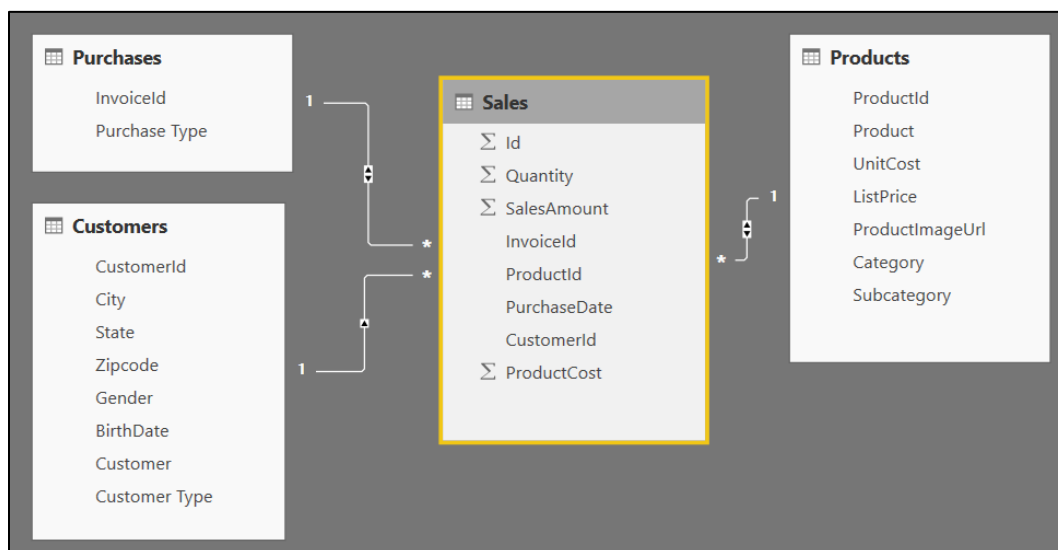 Purchases
InvoiceId
Purchase Type
1
Customers
CustomerId
City
State
Zipcode
Gender
BirthDate
Customer
Customer Type
1
*
*
Sales
Σ Id
Σ Quantity
Σ SalesAmount
InvoiceId
ProductId
PurchaseDate
CustomerId
Σ ProductCost
*
1
Products
ProductId
Product
UnitCost
ListPrice
ProductImageUrl
Category
Subcategory